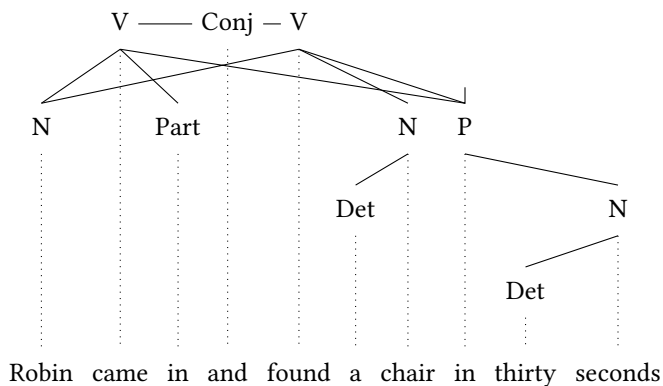 V Conj V
N Part N P
Det N
Det
Robin came in and found a chair in thirty seconds